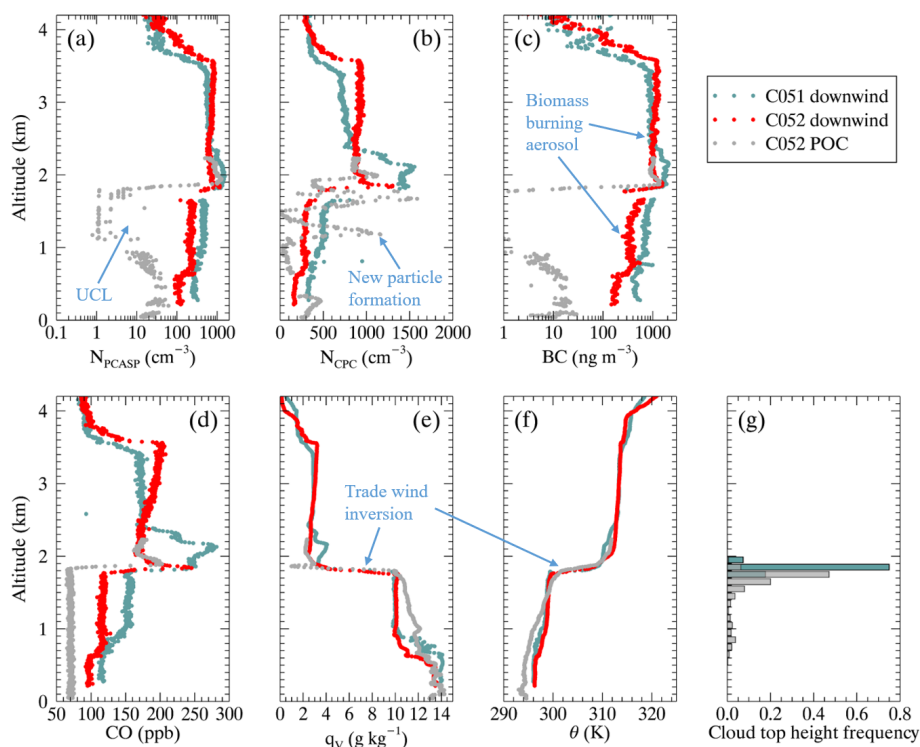 (a)
(b)
(c)
4
3
2
1
0
Altitude (km)
UCL
New particle
formation
Biomass
burning
aerosol
C051 downwind
C052 downwind
C052 POC
0.1 1 10 100 1000
0 500 1000 1500 2000
1 10 100 1000
N_PCASP (cm⁻³)
N_CPC (cm⁻³)
BC (ng m⁻³)
(d)
(e)
(f)
(g)
4
3
2
1
0
Altitude (km)
Trade wind
inversion
50 100 150 200 250 300
0 2 4 6 8 10 12 14
290 300 310 320
0.0 0.2 0.4 0.6 0.8
CO (ppb)
q_v (g kg⁻¹)
θ (K)
Cloud top height frequency